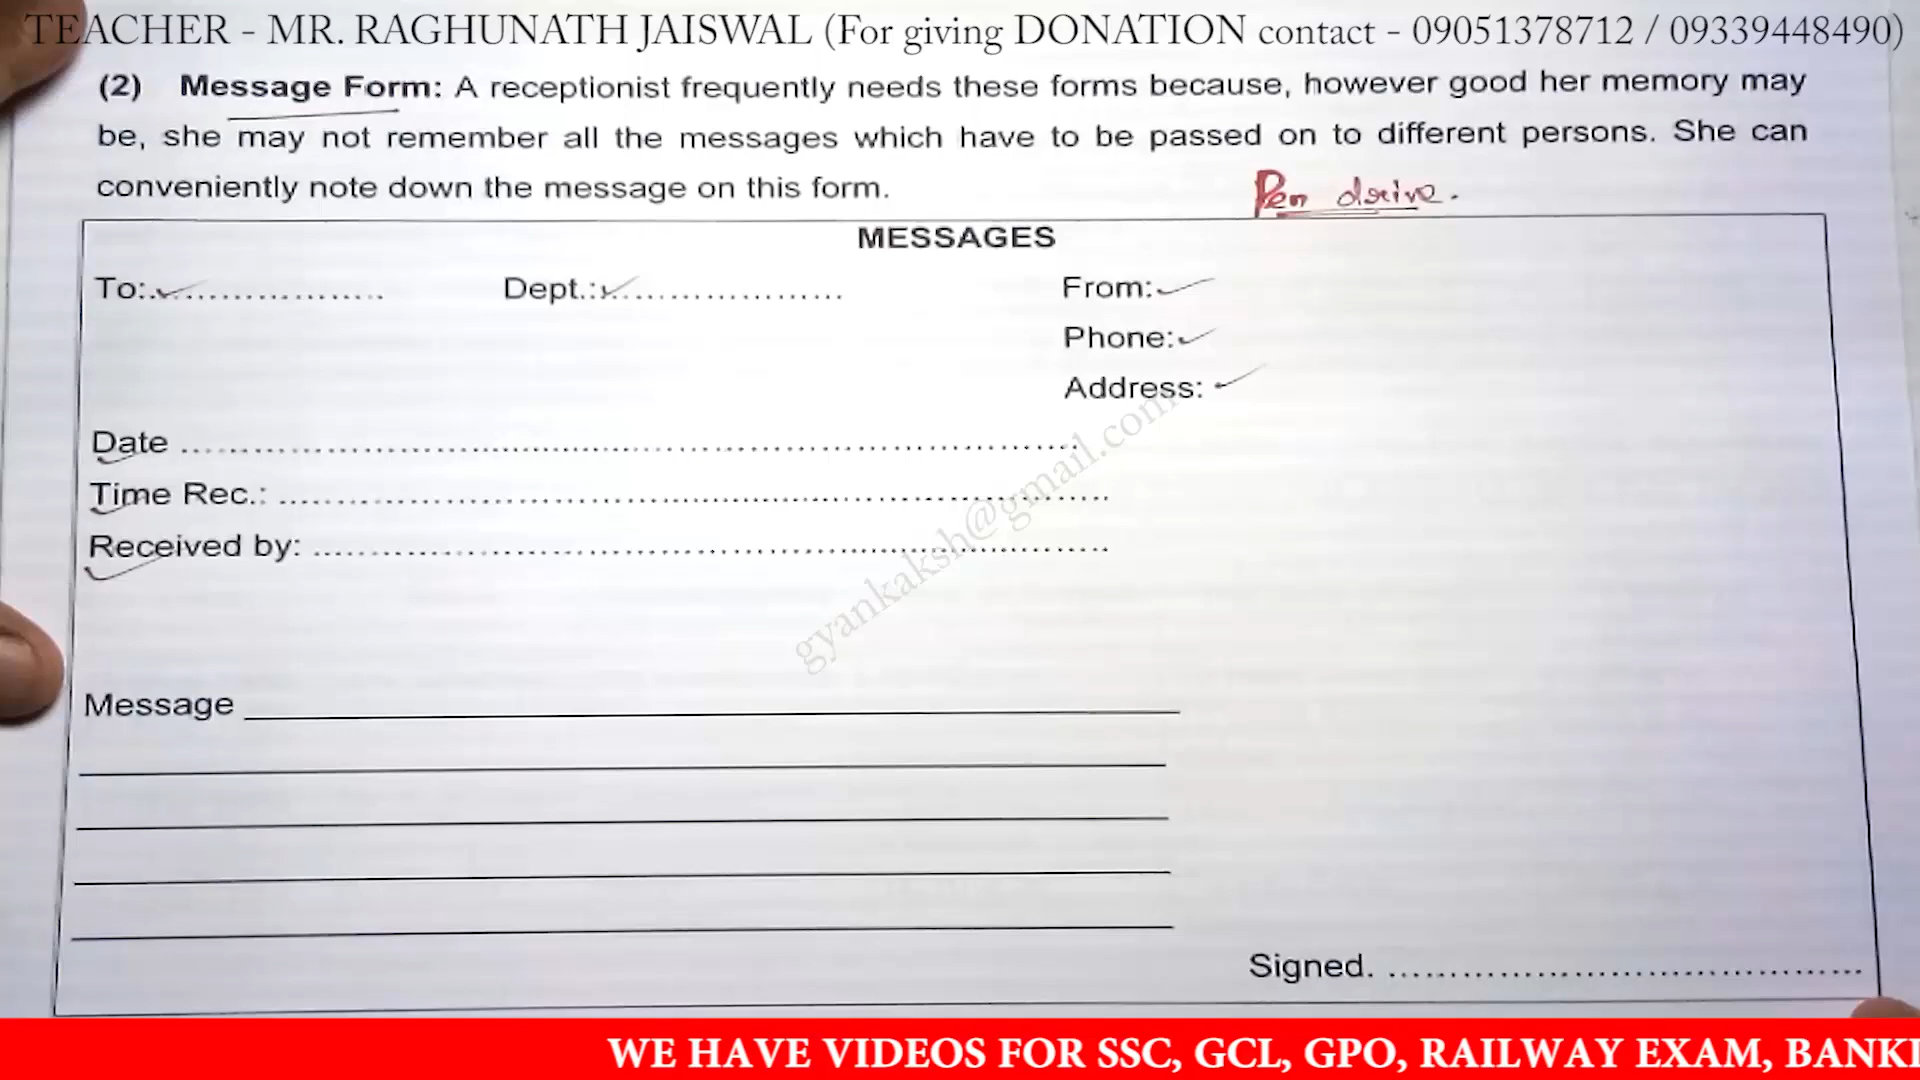 TEACHER - MR. RAGHUNATH JAISWAL (For giving DONATION contact - 09051378712 / 09339448490)
(2) Message Form: A receptionist frequently needs these forms because, however good her memory may
be, she may not remember all the messages which have to be passed on to different persons. She can
conveniently note down the message on this form.
Pen drive.
MESSAGES
To:.................... Dept.:.................... From:
Phone:
Address:
Date ..........................................................................
Time Rec.: ..........................................................................
Received by: ..........................................................................
gyankaksh@gmail.com
Message ____________________
Signed. ........................................
WE HAVE VIDEOS FOR SSC, GCL, GPO, RAILWAY EXAM, BANKI